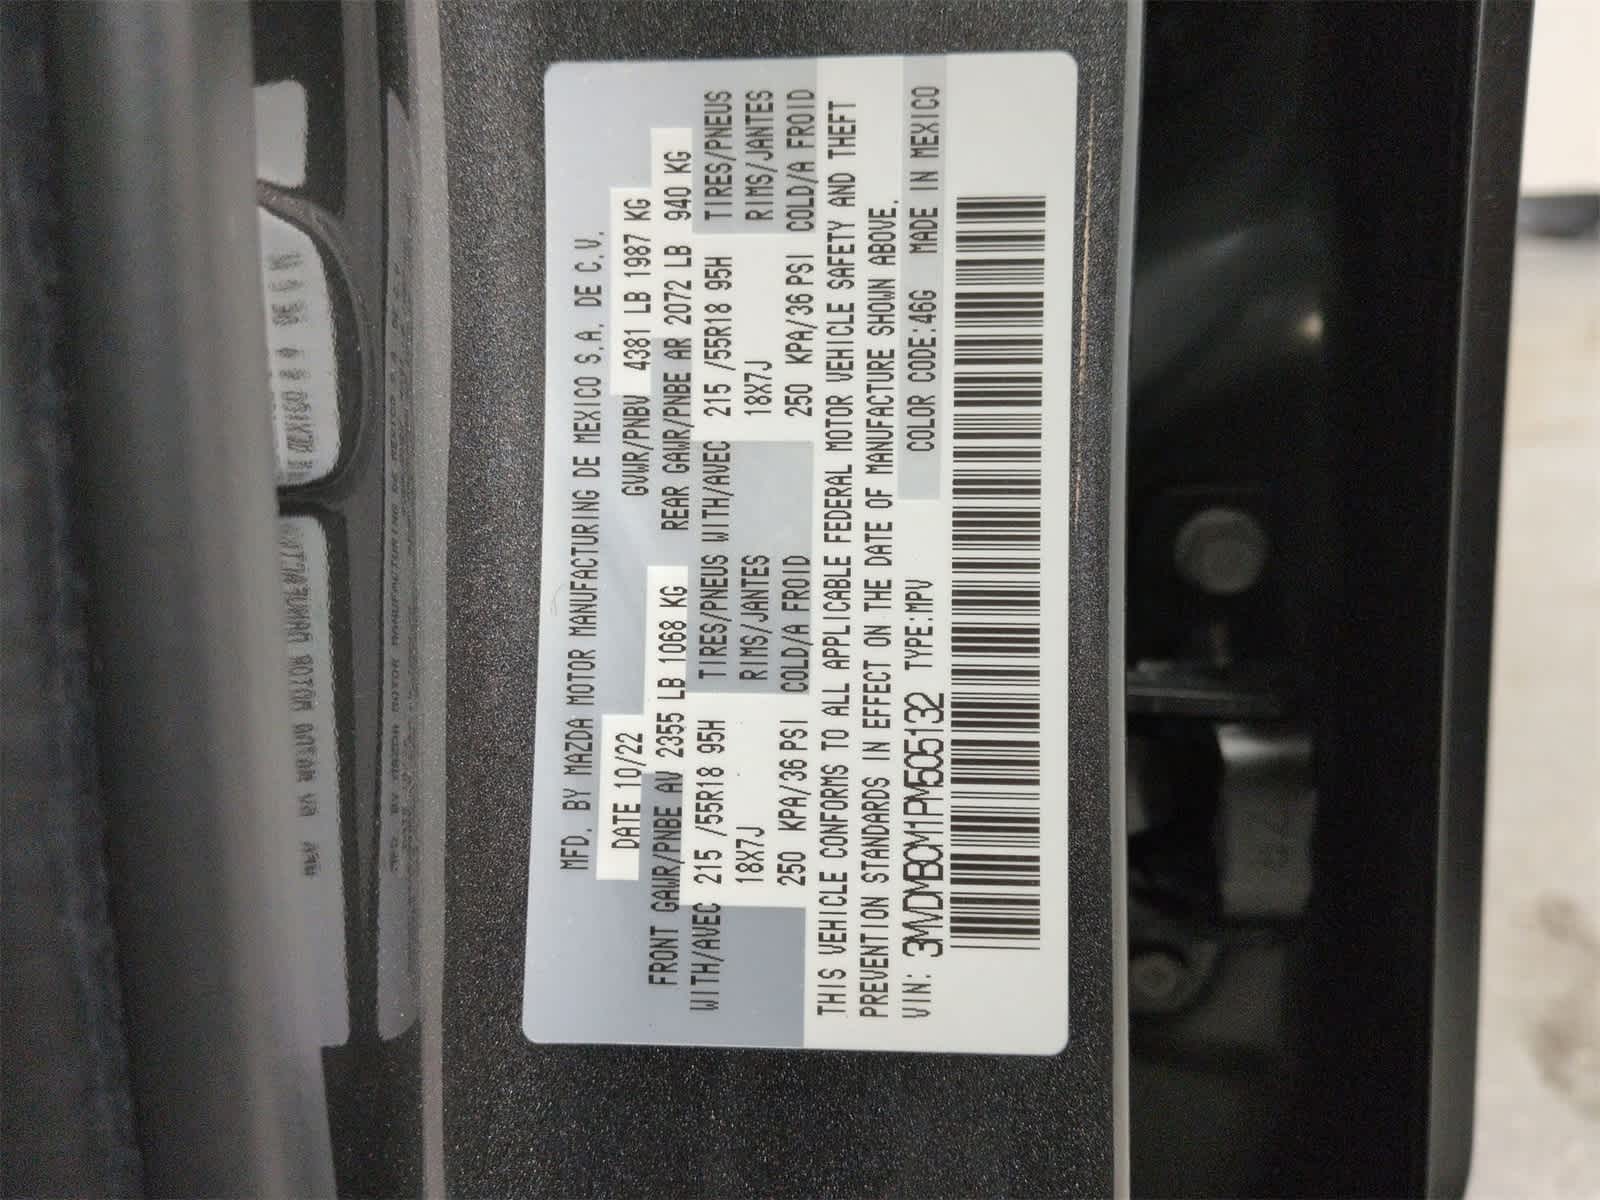 MFD. BY MAZDA MOTOR MANUFACTURING DE MEXICO S.A. DE C.V.
DATE 10/22 GVWR/PNBV 4381 LB 1987 KG
FRONT GAWR/PNBE AV 2355 LB 1068 KG REAR GAWR/PNBE AR 2072 LB 940 KG
WITH/AVEC 215 /55R18 95H TIRES/PNEUS WITH/AVEC 215 /55R18 95H TIRES/PNEUS
18X7J RIMS/JANTES 18X7J RIMS/JANTES
250 KPA/36 PSI COLD/A FROID 250 KPA/36 PSI COLD/A FROID
THIS VEHICLE CONFORMS TO ALL APPLICABLE FEDERAL MOTOR VEHICLE SAFETY AND THEFT
PREVENTION STANDARDS IN EFFECT ON THE DATE OF MANUFACTURE SHOWN ABOVE.
VIN: 3MVDMBCM1PM505132 TYPE:MPV COLOR CODE:46G MADE IN MEXICO